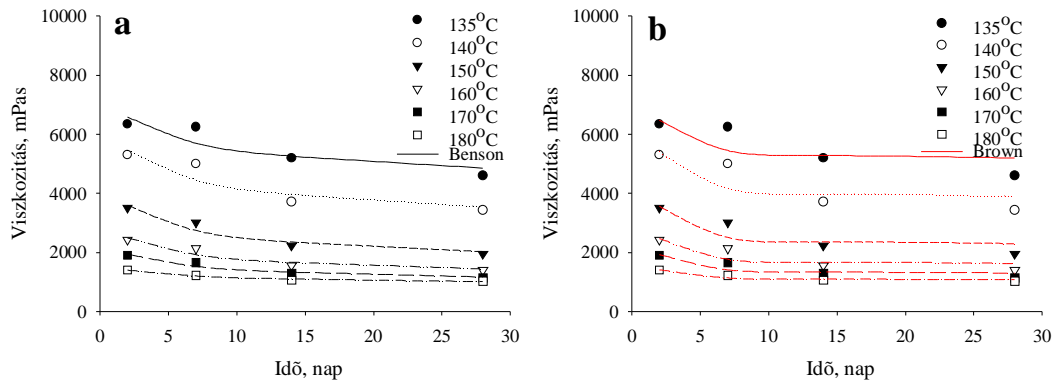 a
10000
8000
6000
4000
2000
0
Viszkozitás, mPas
135°C
140°C
150°C
160°C
170°C
180°C
Benson
0 5 10 15 20 25 30
Idõ, nap
b
10000
8000
6000
4000
2000
0
Viszkozitás, mPas
135°C
140°C
150°C
160°C
170°C
180°C
Brown
0 5 10 15 20 25 30
Idõ, nap